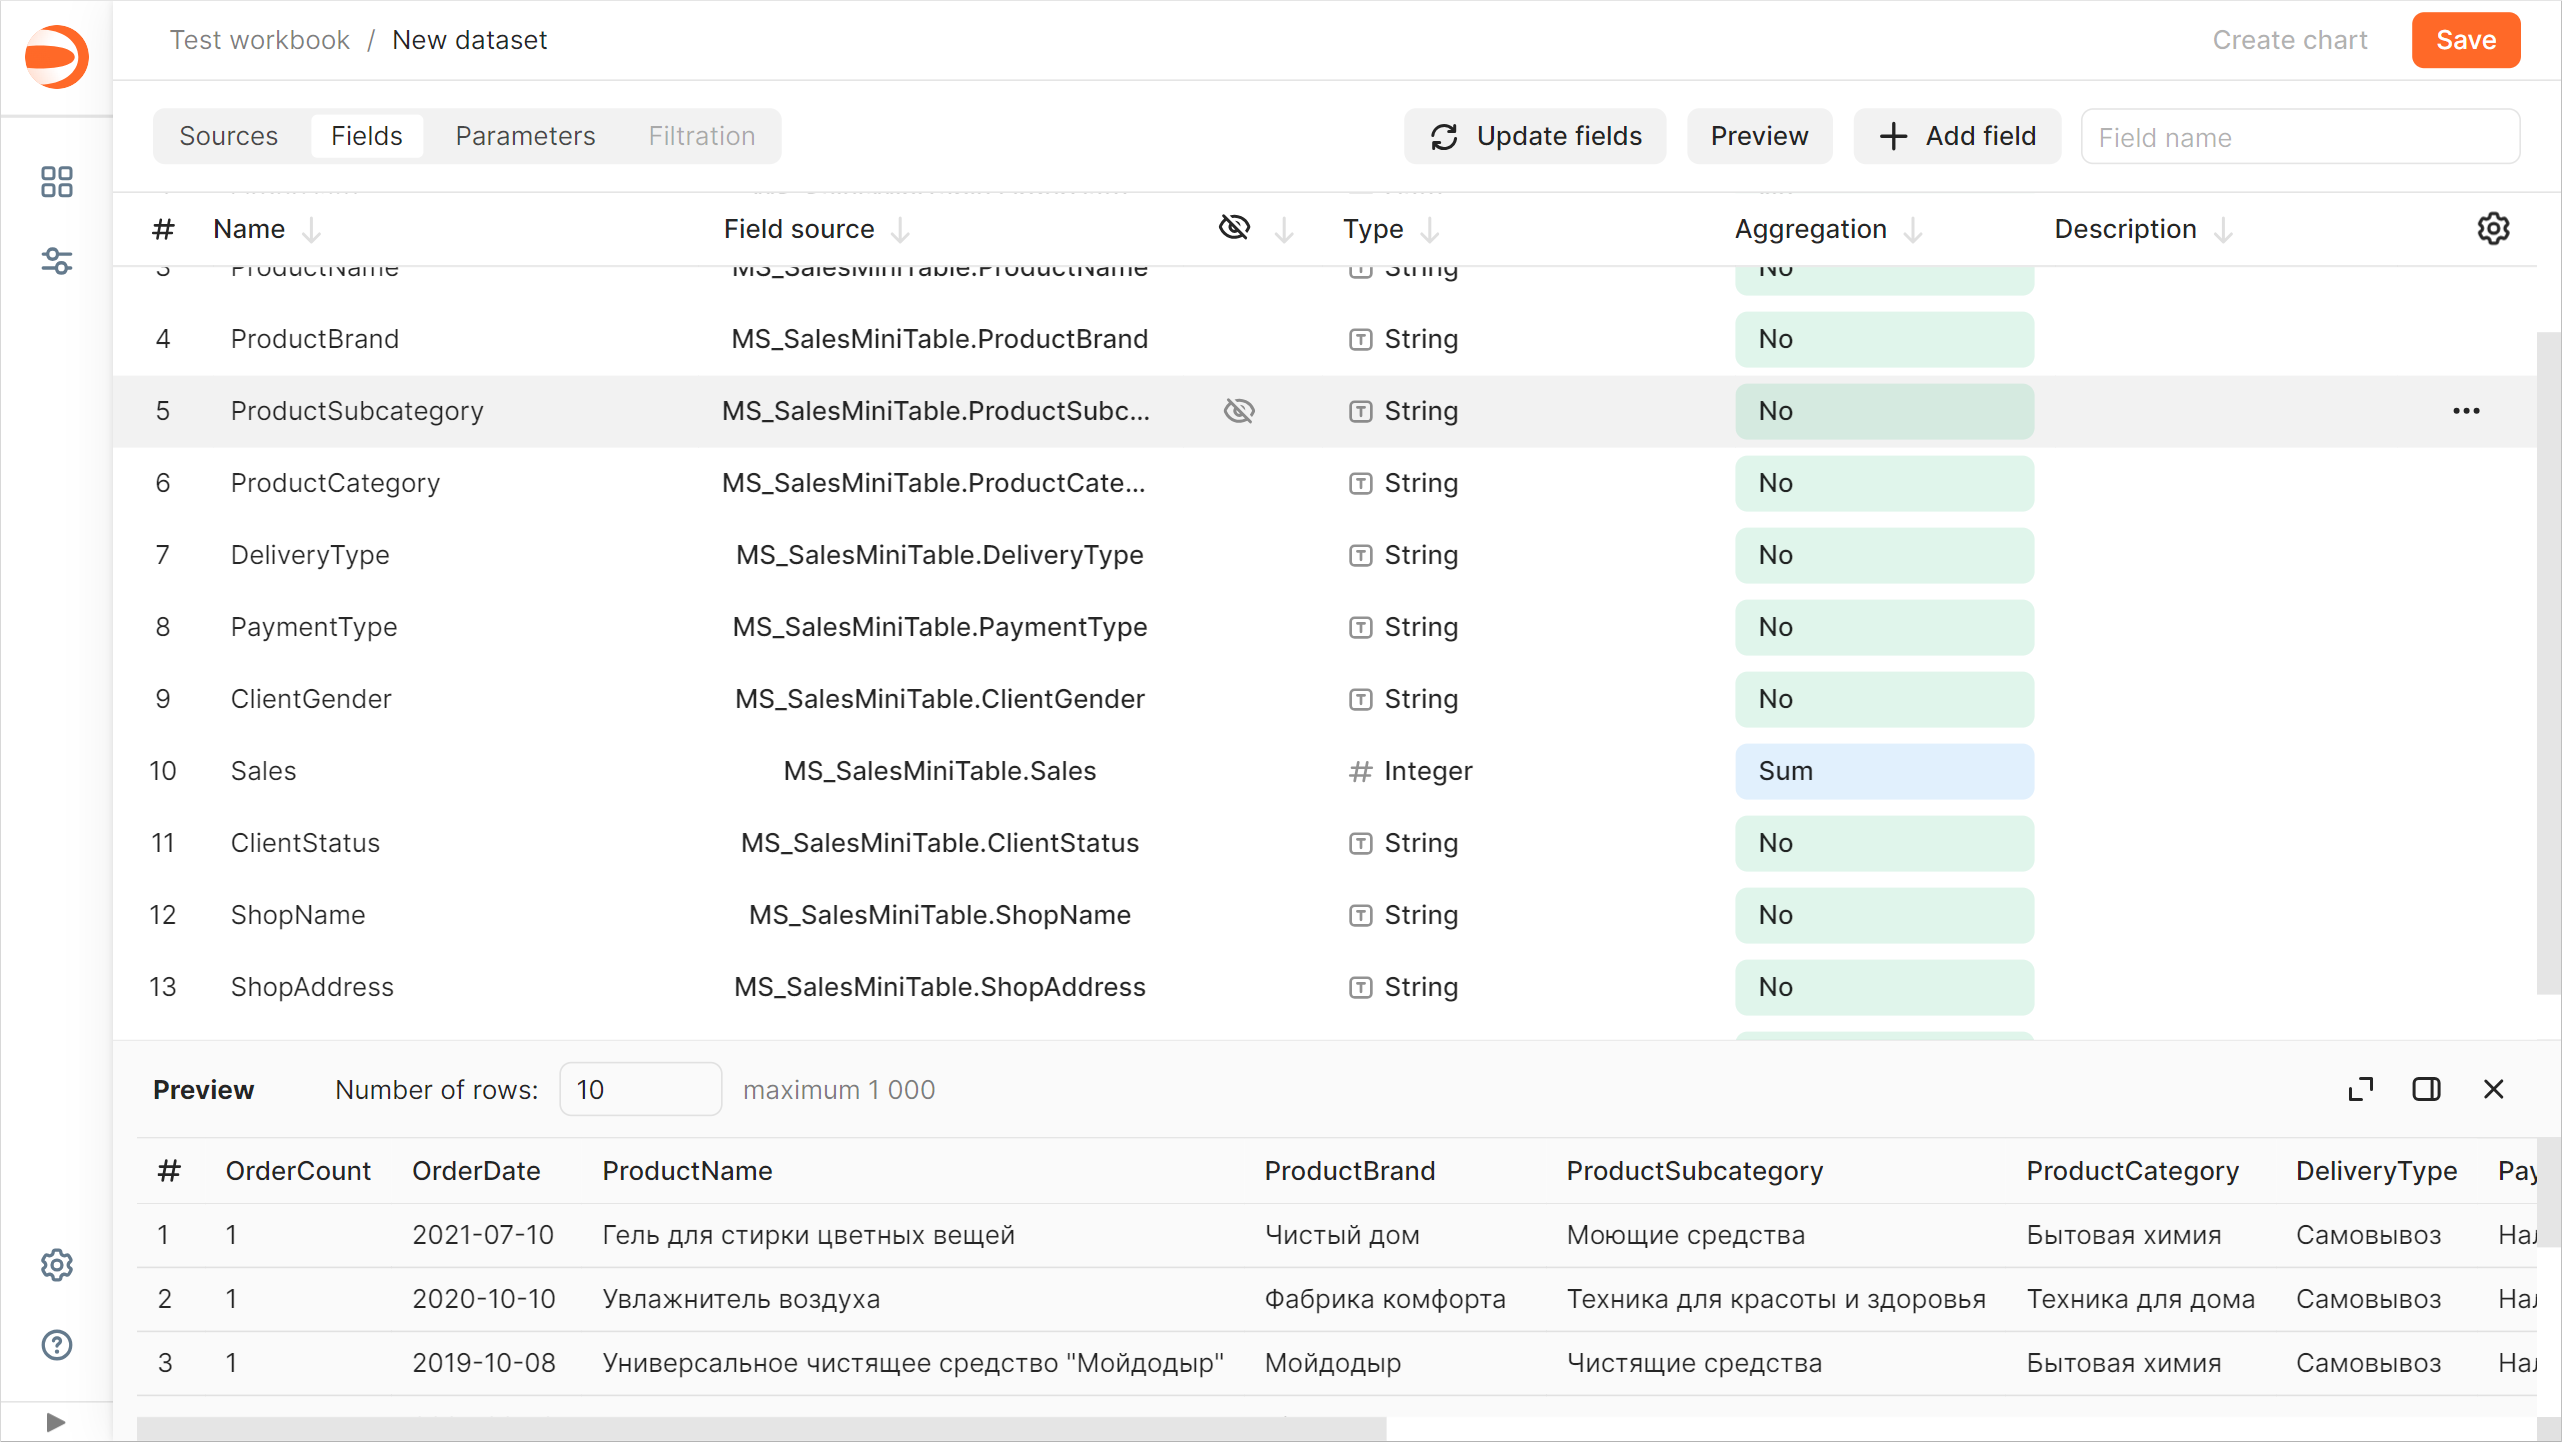 Test workbook / New dataset Create chart Save
Sources Fields Parameters Filtration Update fields Preview + Add field Field name
# Name Field source Type Aggregation Description
3 ProductName MS_SalesMiniTable.ProductName String No
4 ProductBrand MS_SalesMiniTable.ProductBrand String No
5 ProductSubcategory MS_SalesMiniTable.ProductSubc... String No
6 ProductCategory MS_SalesMiniTable.ProductCate... String No
7 DeliveryType MS_SalesMiniTable.DeliveryType String No
8 PaymentType MS_SalesMiniTable.PaymentType String No
9 ClientGender MS_SalesMiniTable.ClientGender String No
10 Sales MS_SalesMiniTable.Sales # Integer Sum
11 ClientStatus MS_SalesMiniTable.ClientStatus String No
12 ShopName MS_SalesMiniTable.ShopName String No
13 ShopAddress MS_SalesMiniTable.ShopAddress String No
Preview Number of rows: 10 maximum 1 000
# OrderCount OrderDate ProductName ProductBrand ProductSubcategory ProductCategory DeliveryType Pay
1 1 2021-07-10 Гель для стирки цветных вещей Чистый дом Моющие средства Бытовая химия Самовывоз Нал
2 1 2020-10-10 Увлажнитель воздуха Фабрика комфорта Техника для красоты и здоровья Техника для дома Самовывоз Нал
3 1 2019-10-08 Универсальное чистящее средство "Мойдодыр" Мойдодыр Чистящие средства Бытовая химия Самовывоз Нал